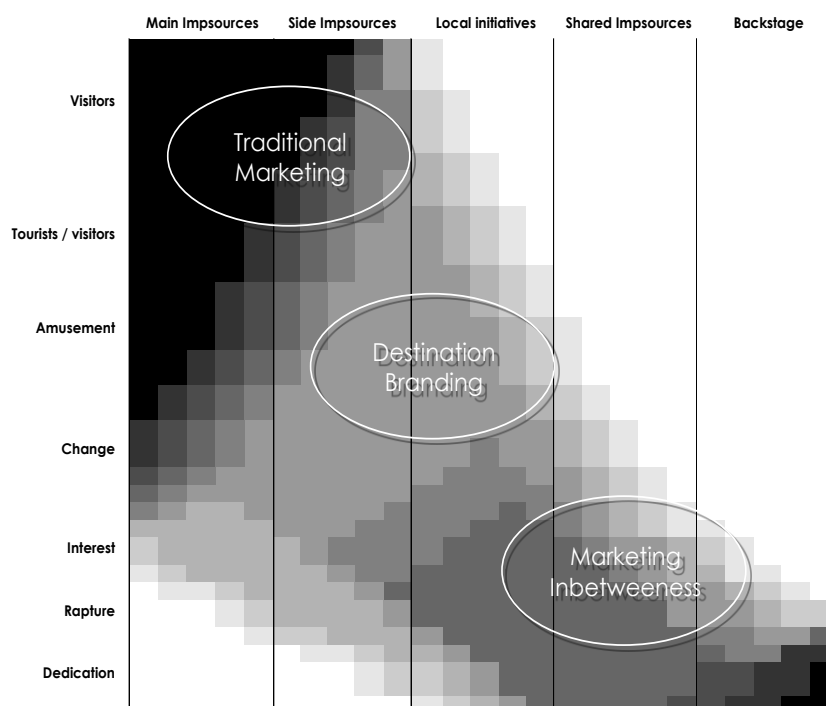 Main Impsources Side Impsources Local initiatives Shared Impsources Backstage
Visitors
Traditional
Marketing
Tourists / visitors
Amusement
Destination
Branding
Change
Interest
Marketing
Inbetweeness
Rapture
Dedication